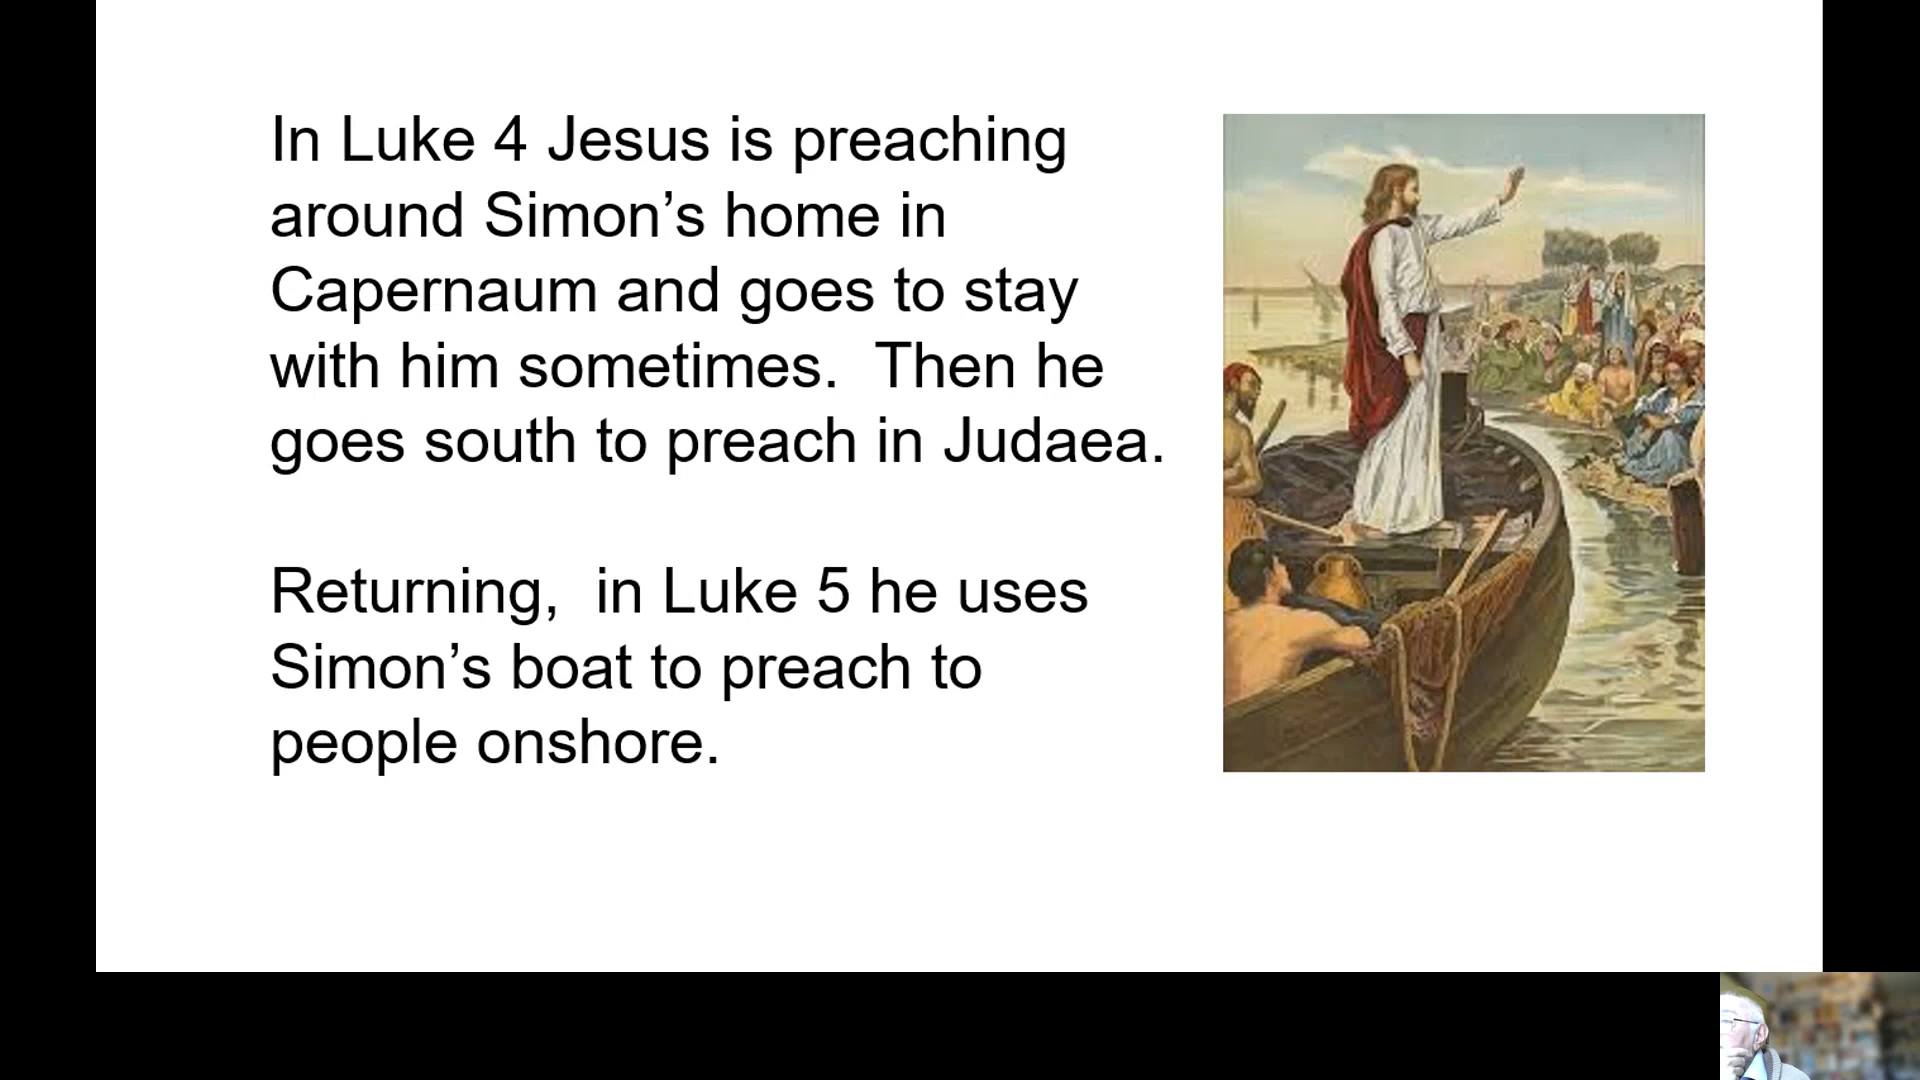 In Luke 4 Jesus is preaching
around Simon’s home in
Capernaum and goes to stay
with him sometimes.  Then he
goes south to preach in Judaea.
Returning,  in Luke 5 he uses
Simon’s boat to preach to
people onshore.